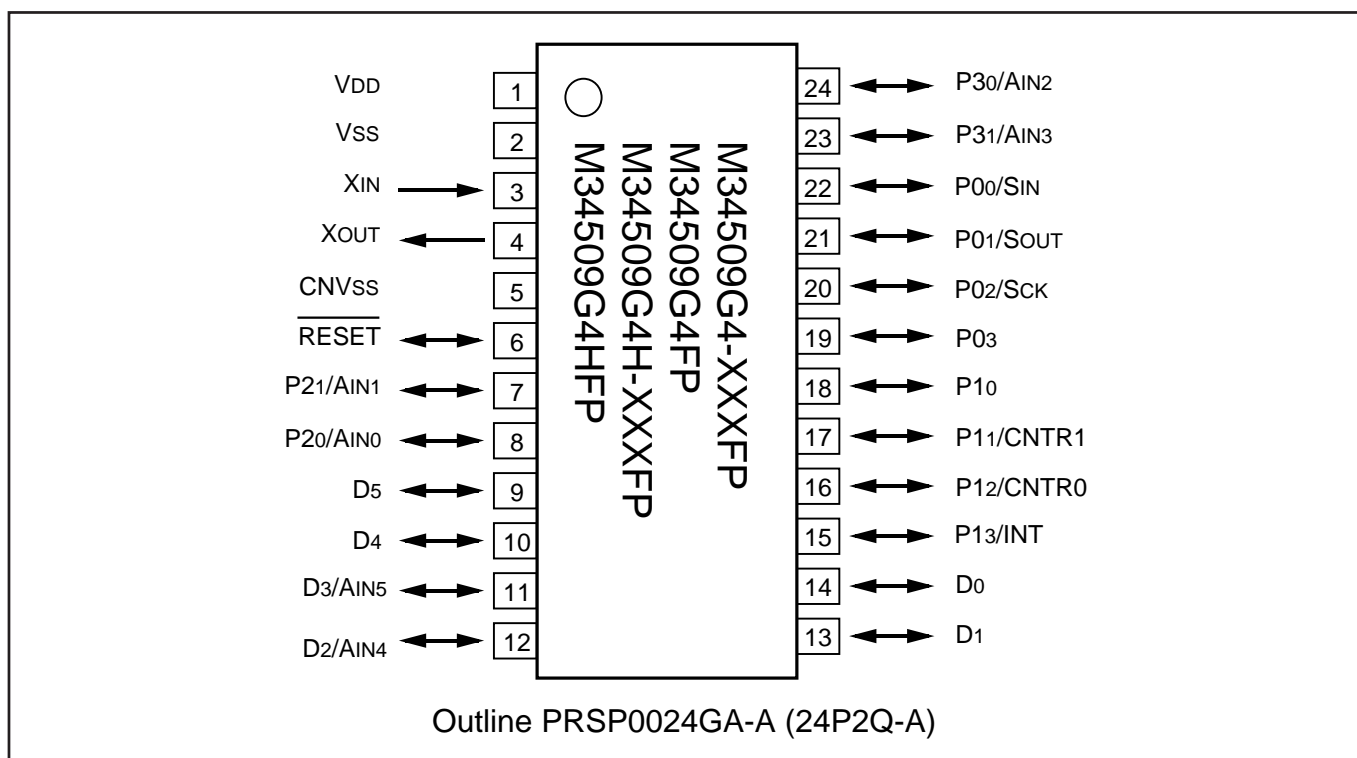 VDD 1
VSS 2
XIN 3
XOUT 4
CNVSS 5
RESET 6
P21/AIN1 7
P20/AIN0 8
D5 9
D4 10
D3/AIN5 11
D2/AIN4 12
M34509G4-XXXFP
M34509G4FP
M34509G4H-XXXFP
M34509G4HFP
24 P30/AIN2
23 P31/AIN3
22 P00/SIN
21 P01/SOUT
20 P02/SCK
19 P03
18 P10
17 P11/CNTR1
16 P12/CNTR0
15 P13/INT
14 D0
13 D1
Outline PRSP0024GA-A (24P2Q-A)